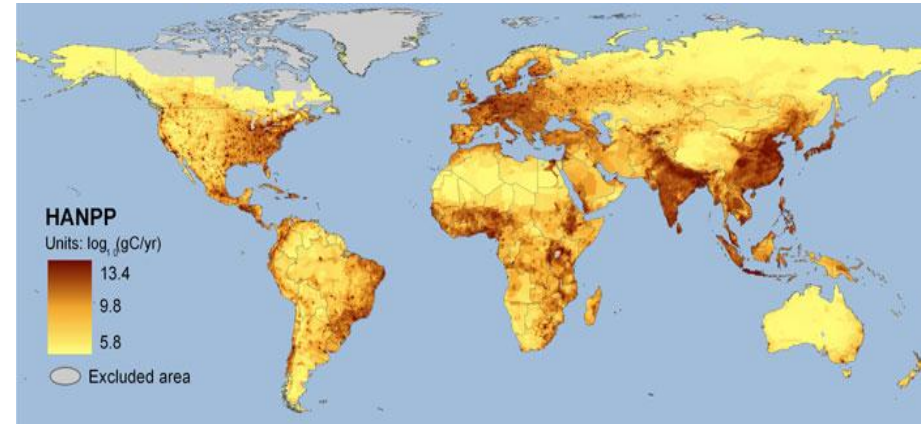 HANPP
Units: log₁₀(gC/yr)
13.4
9.8
5.8
Excluded area